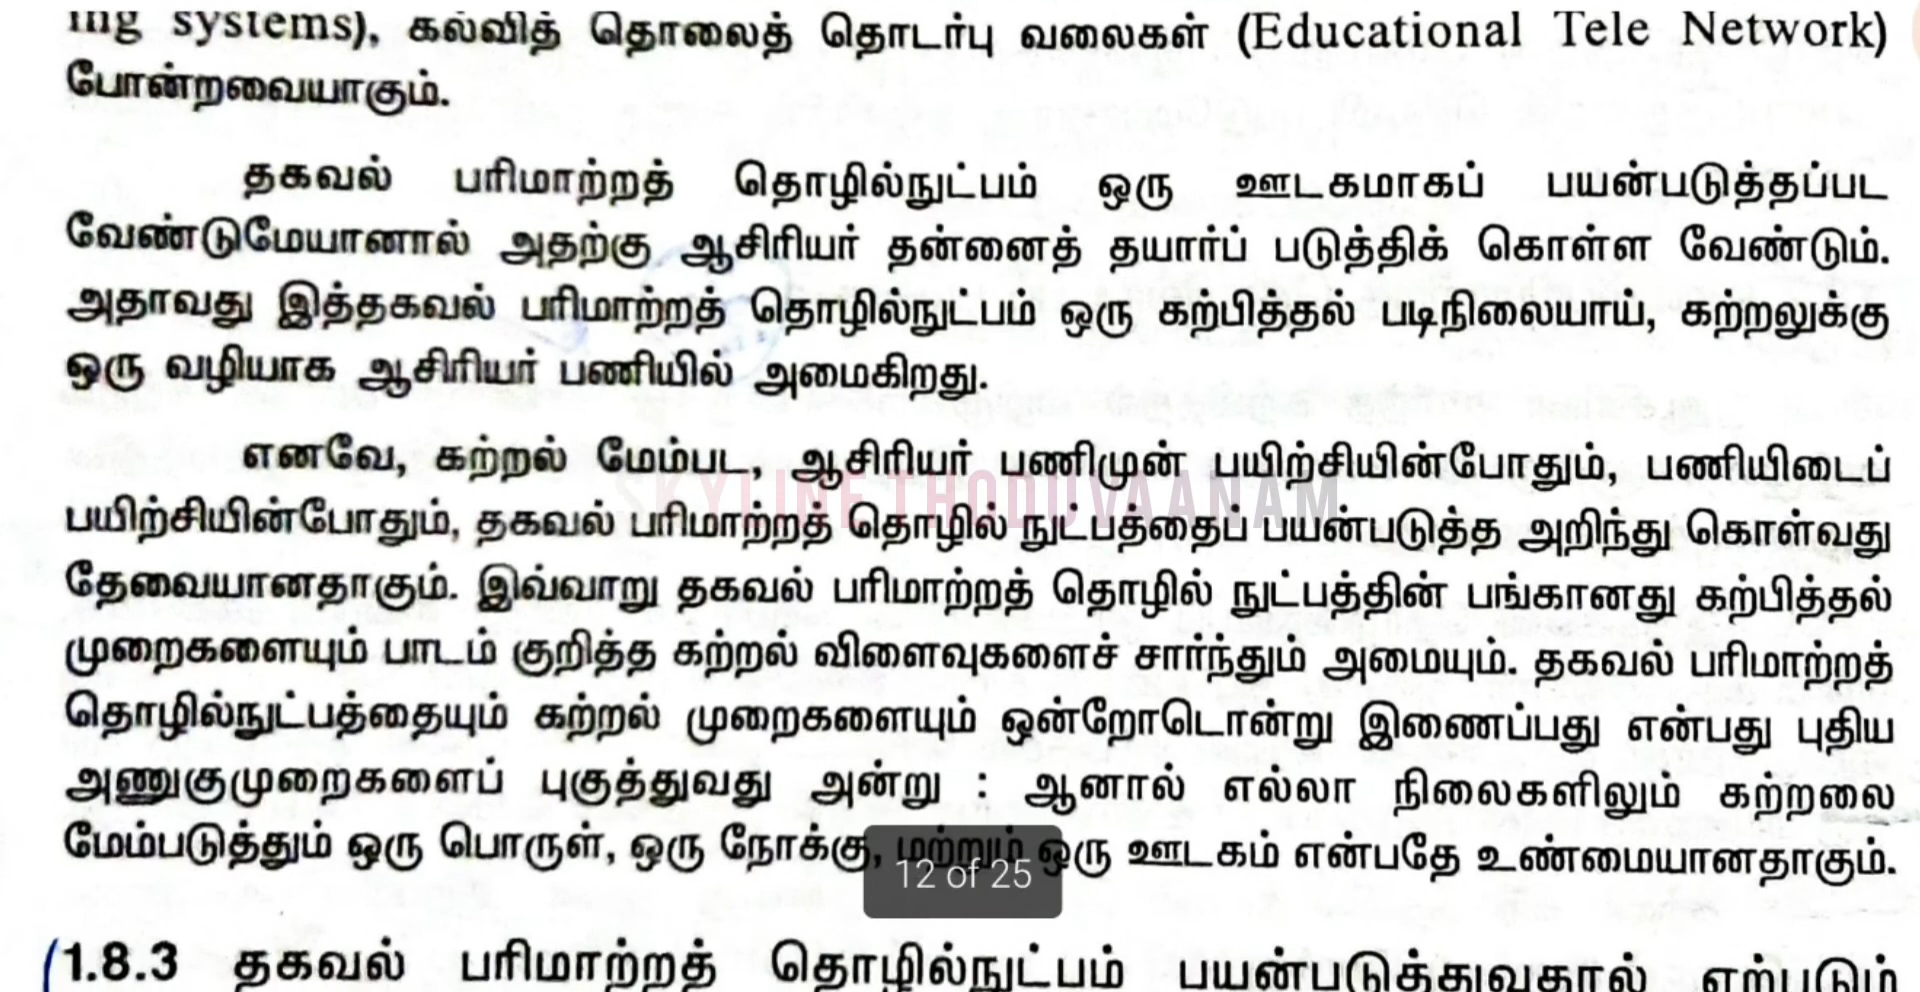 ing systems), கல்வித் தொலைத் தொடர்பு வலைகள் (Educational Tele Network)
போன்றவையாகும்.
தகவல் பரிமாற்றத் தொழில்நுட்பம் ஒரு ஊடகமாகப் பயன்படுத்தப்பட
வேண்டுமேயானால் அதற்கு ஆசிரியர் தன்னைத் தயார்ப் படுத்திக் கொள்ள வேண்டும்.
அதாவது இத்தகவல் பரிமாற்றத் தொழில்நுட்பம் ஒரு கற்பித்தல் படிநிலையாய், கற்றலுக்கு
ஒரு வழியாக ஆசிரியர் பணியில் அமைகிறது.
எனவே, கற்றல் மேம்பட, ஆசிரியர் பணிமுன் பயிற்சியின்போதும், பணியிடைப்
SKYLINE THODUVAANAM
பயிற்சியின்போதும், தகவல் பரிமாற்றத் தொழில் நுட்பத்தைப் பயன்படுத்த அறிந்து கொள்வது
தேவையானதாகும். இவ்வாறு தகவல் பரிமாற்றத் தொழில் நுட்பத்தின் பங்கானது கற்பித்தல்
முறைகளையும் பாடம் குறித்த கற்றல் விளைவுகளைச் சார்ந்தும் அமையும். தகவல் பரிமாற்றத்
தொழில்நுட்பத்தையும் கற்றல் முறைகளையும் ஒன்றோடொன்று இணைப்பது என்பது புதிய
அணுகுமுறைகளைப் புகுத்துவது அன்று : ஆனால் எல்லா நிலைகளிலும் கற்றலை
மேம்படுத்தும் ஒரு பொருள், ஒரு நோக்கு, மற்றும் ஒரு ஊடகம் என்பதே உண்மையானதாகும்.
12 of 25
1.8.3 தகவல் பரிமாற்றத் தொழில்நுட்பம் பயன்படுத்துவதால் ஏற்படும்